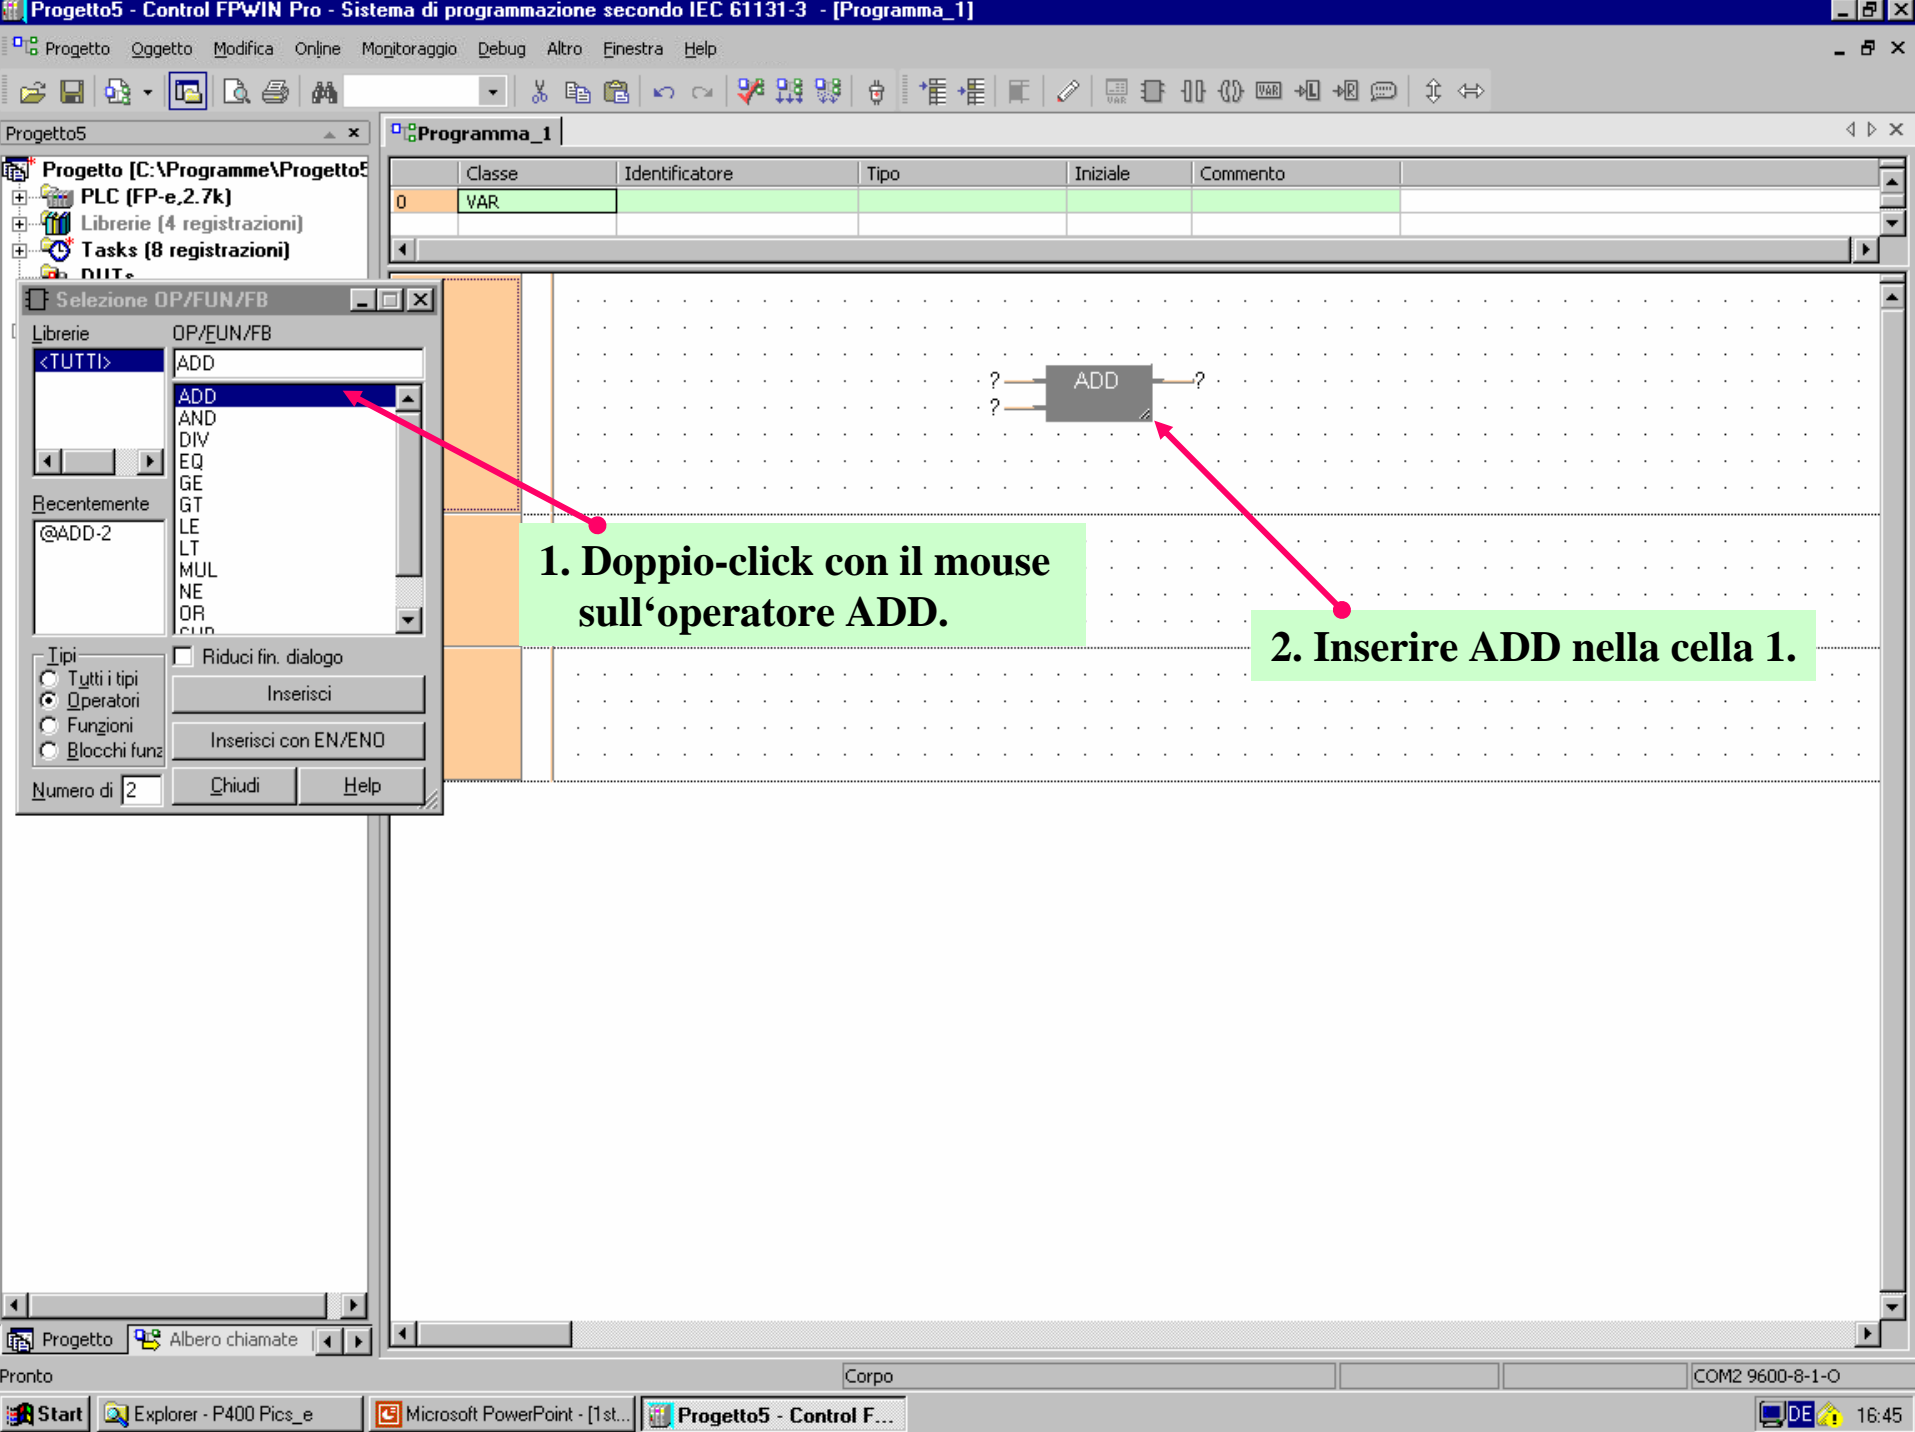 Progetto5 - Control FPWIN Pro - Sistema di programmazione secondo IEC 61131-3 - [Programma_1]
Progetto Oggetto Modifica Online Monitoraggio Debug Altro Finestra Help
VAR VAR L R
Progetto5
Programma_1
Progetto [C:\Programme\Progetto5
PLC (FP-e,2.7k)
Librerie (4 registrazioni)
Tasks (8 registrazioni)
DUTs
Classe Identificatore Tipo Iniziale Commento
0 VAR
Selezione OP/FUN/FB
Librerie OP/FUN/FB
<TUTTI> ADD
ADD
AND
DIV
EQ
GE
GT
LE
LT
MUL
NE
OR
SUB
Recentemente
@ADD-2
Tipi
Tutti i tipi
Operatori
Funzioni
Blocchi funz
Riduci fin. dialogo
Inserisci
Inserisci con EN/ENO
Numero di 2
Chiudi Help
? ADD ?
?
1. Doppio-click con il mouse
sull‘operatore ADD.
2. Inserire ADD nella cella 1.
Progetto Albero chiamate
Pronto Corpo COM2 9600-8-1-O
Start Explorer - P400 Pics_e Microsoft PowerPoint - [1st... Progetto5 - Control F... DE 16:45